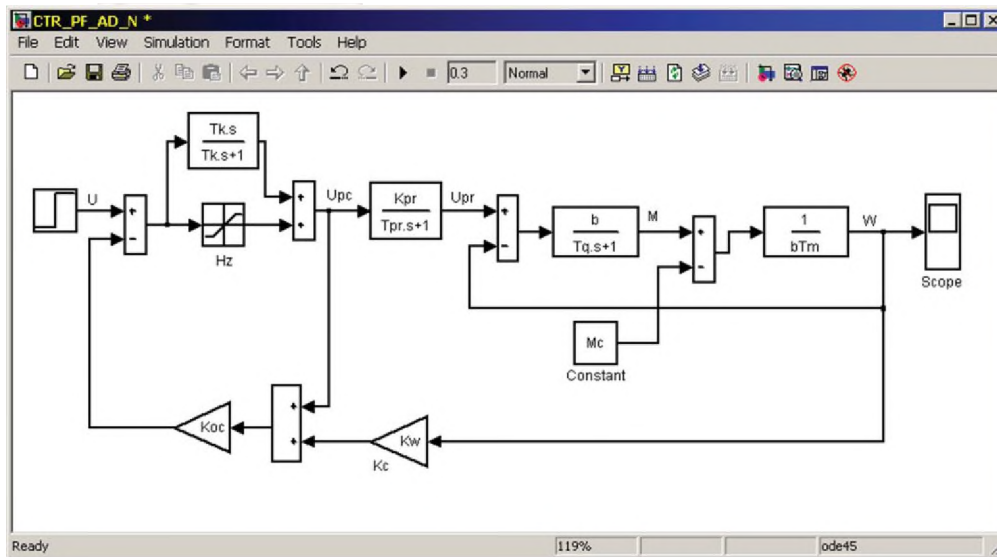 CTR_PF_AD_N *
File Edit View Simulation Format Tools Help
0.3 Normal
Tk.s
Tk.s+1
U
+
-
Hz
+
+
Upc
Kpr
Tpr.s+1
Upr
+
-
b
Tq.s+1
M
+
-
1
bTm
W
Scope
Mc
Constant
+
+
Koc
Kw
Kc
Ready 119% ode45